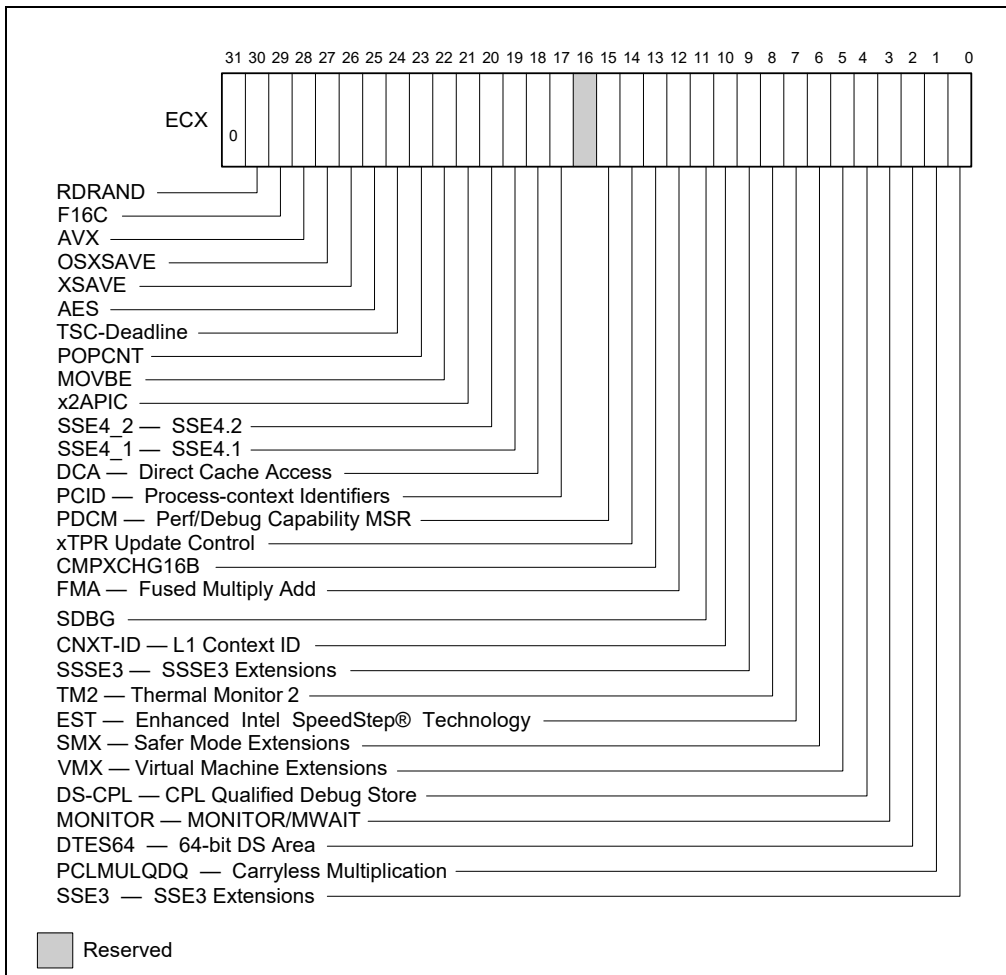 31 30 29 28 27 26 25 24 23 22 21 20 19 18 17 16 15 14 13 12 11 10 9 8 7 6 5 4 3 2 1 0
ECX
0
RDRAND
F16C
AVX
OSXSAVE
XSAVE
AES
TSC-Deadline
POPCNT
MOVBE
x2APIC
SSE4_2 — SSE4.2
SSE4_1 — SSE4.1
DCA — Direct Cache Access
PCID — Process-context Identifiers
PDCM — Perf/Debug Capability MSR
xTPR Update Control
CMPXCHG16B
FMA — Fused Multiply Add
SDBG
CNXT-ID — L1 Context ID
SSSE3 — SSSE3 Extensions
TM2 — Thermal Monitor 2
EST — Enhanced Intel SpeedStep® Technology
SMX — Safer Mode Extensions
VMX — Virtual Machine Extensions
DS-CPL — CPL Qualified Debug Store
MONITOR — MONITOR/MWAIT
DTES64 — 64-bit DS Area
PCLMULQDQ — Carryless Multiplication
SSE3 — SSE3 Extensions
Reserved